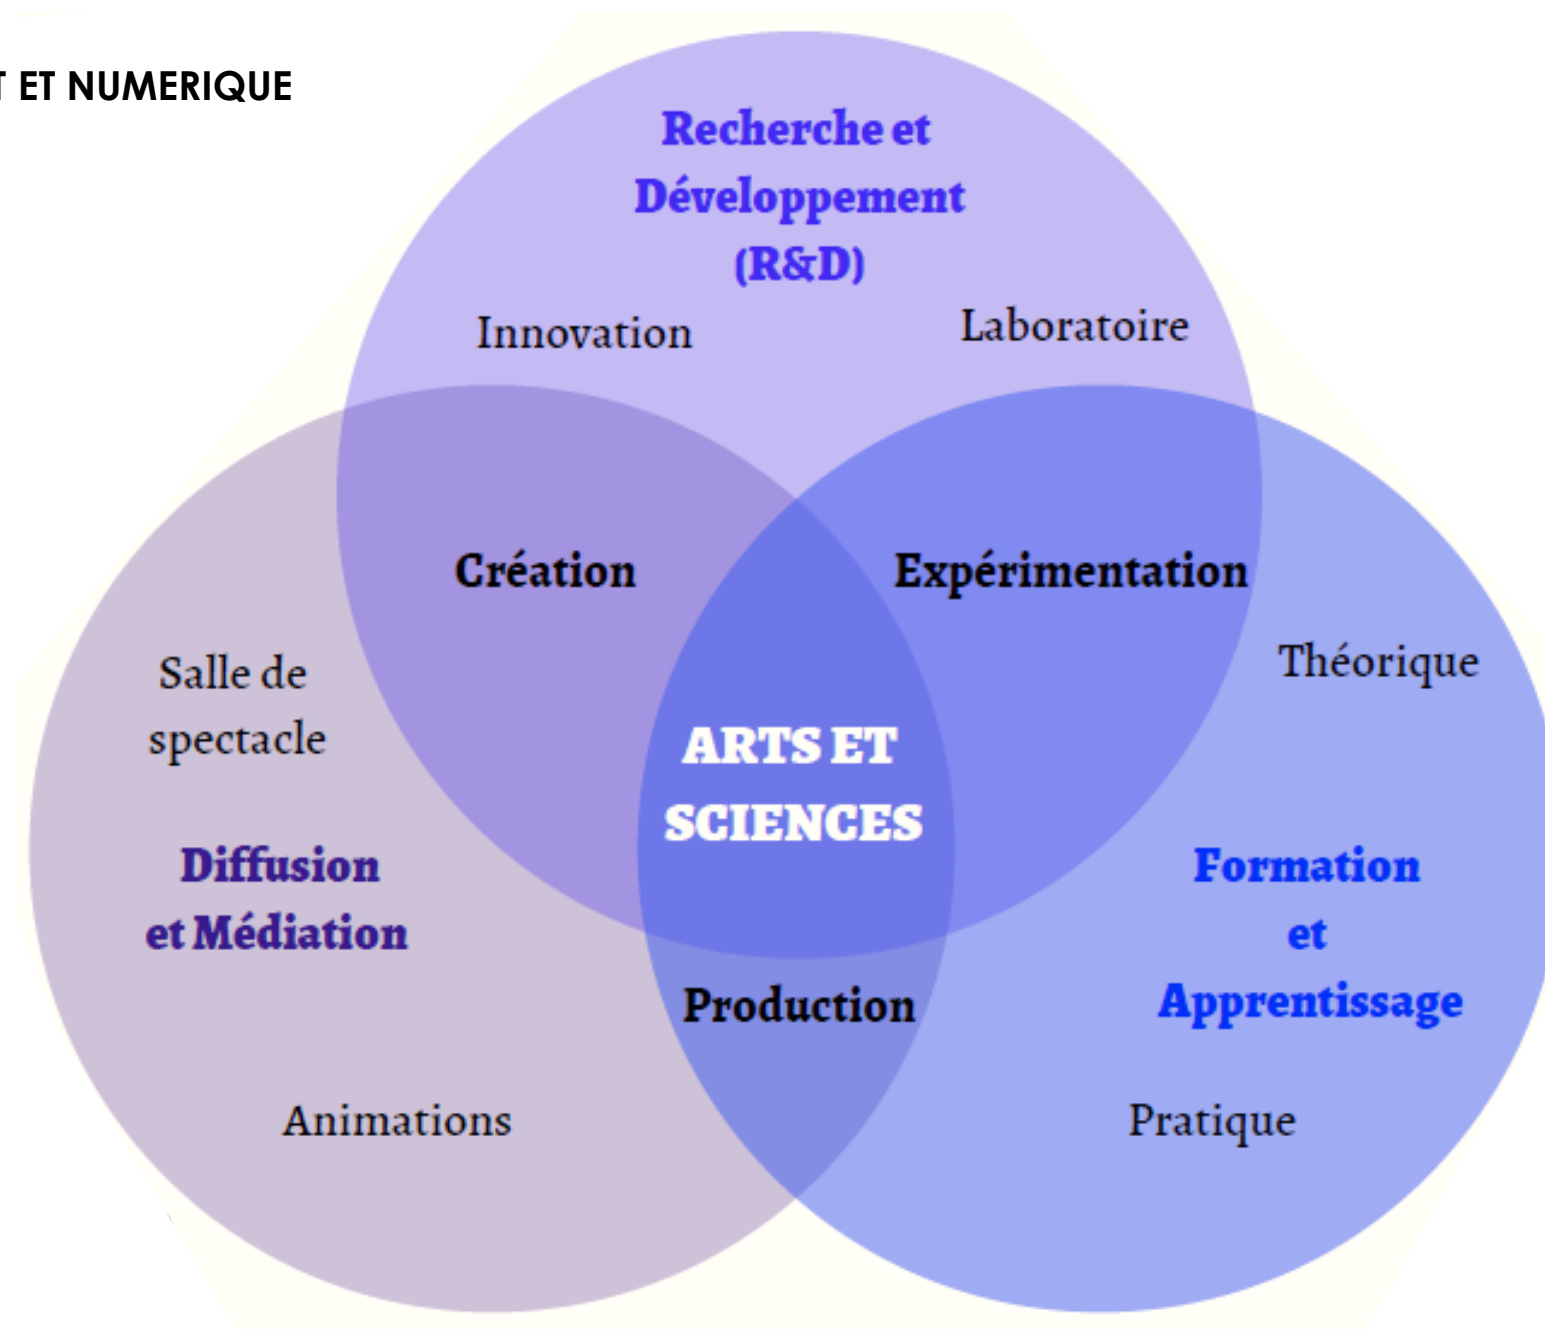 ET NUMERIQUE
Recherche et
Développement
(R&D)
Innovation
Laboratoire
Création
Expérimentation
Salle de
spectacle
Théorique
ARTS ET
SCIENCES
Diffusion
et Médiation
Formation
et
Apprentissage
Production
Animations
Pratique